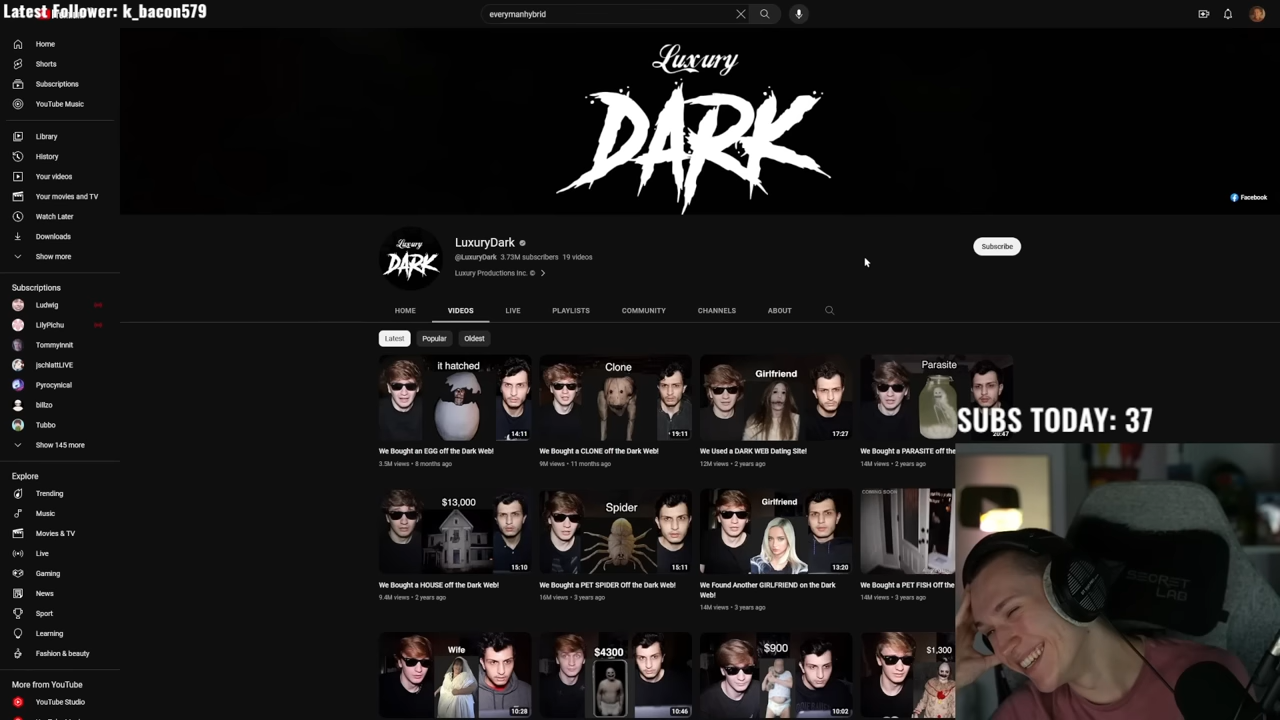 Latest Follower: k_bacon579
everymanhybrid
Home
Shorts
Subscriptions
YouTube Music
Library
History
Your videos
Your movies and TV
Watch Later
Downloads
Show more
Subscriptions
Ludwig
LilyPichu
TommyInnit
jschlattLIVE
Pyrocynical
billzo
Tubbo
Show 145 more
Explore
Trending
Music
Movies & TV
Live
Gaming
News
Sport
Learning
Fashion & beauty
More from YouTube
YouTube Studio
Luxury
DARK
Facebook
Luxury
DARK
LuxuryDark
@LuxuryDark 3.73M subscribers 19 videos
Luxury Productions Inc. ©
Subscribe
HOME VIDEOS LIVE PLAYLISTS COMMUNITY CHANNELS ABOUT
Latest Popular Oldest
it hatched
14:11
We Bought an EGG off the Dark Web!
3.5M views • 8 months ago
Clone
19:11
We Bought a CLONE off the Dark Web!
9M views • 11 months ago
Girlfriend
17:27
We Used a DARK WEB Dating Site!
12M views • 2 years ago
Parasite
We Bought a PARASITE off the
14M views • 2 years ago
$13,000
15:10
We Bought a HOUSE off the Dark Web!
9.4M views • 2 years ago
Spider
15:11
We Bought a PET SPIDER Off the Dark Web!
16M views • 3 years ago
Girlfriend
13:20
We Found Another GIRLFRIEND on the Dark
Web!
14M views • 3 years ago
COMING SOON
We Bought a PET FISH Off the
14M views • 3 years ago
Wife
10:28
$4300
10:46
$900
10:02
$1,300
SUBS TODAY: 37
SECRET
LAB